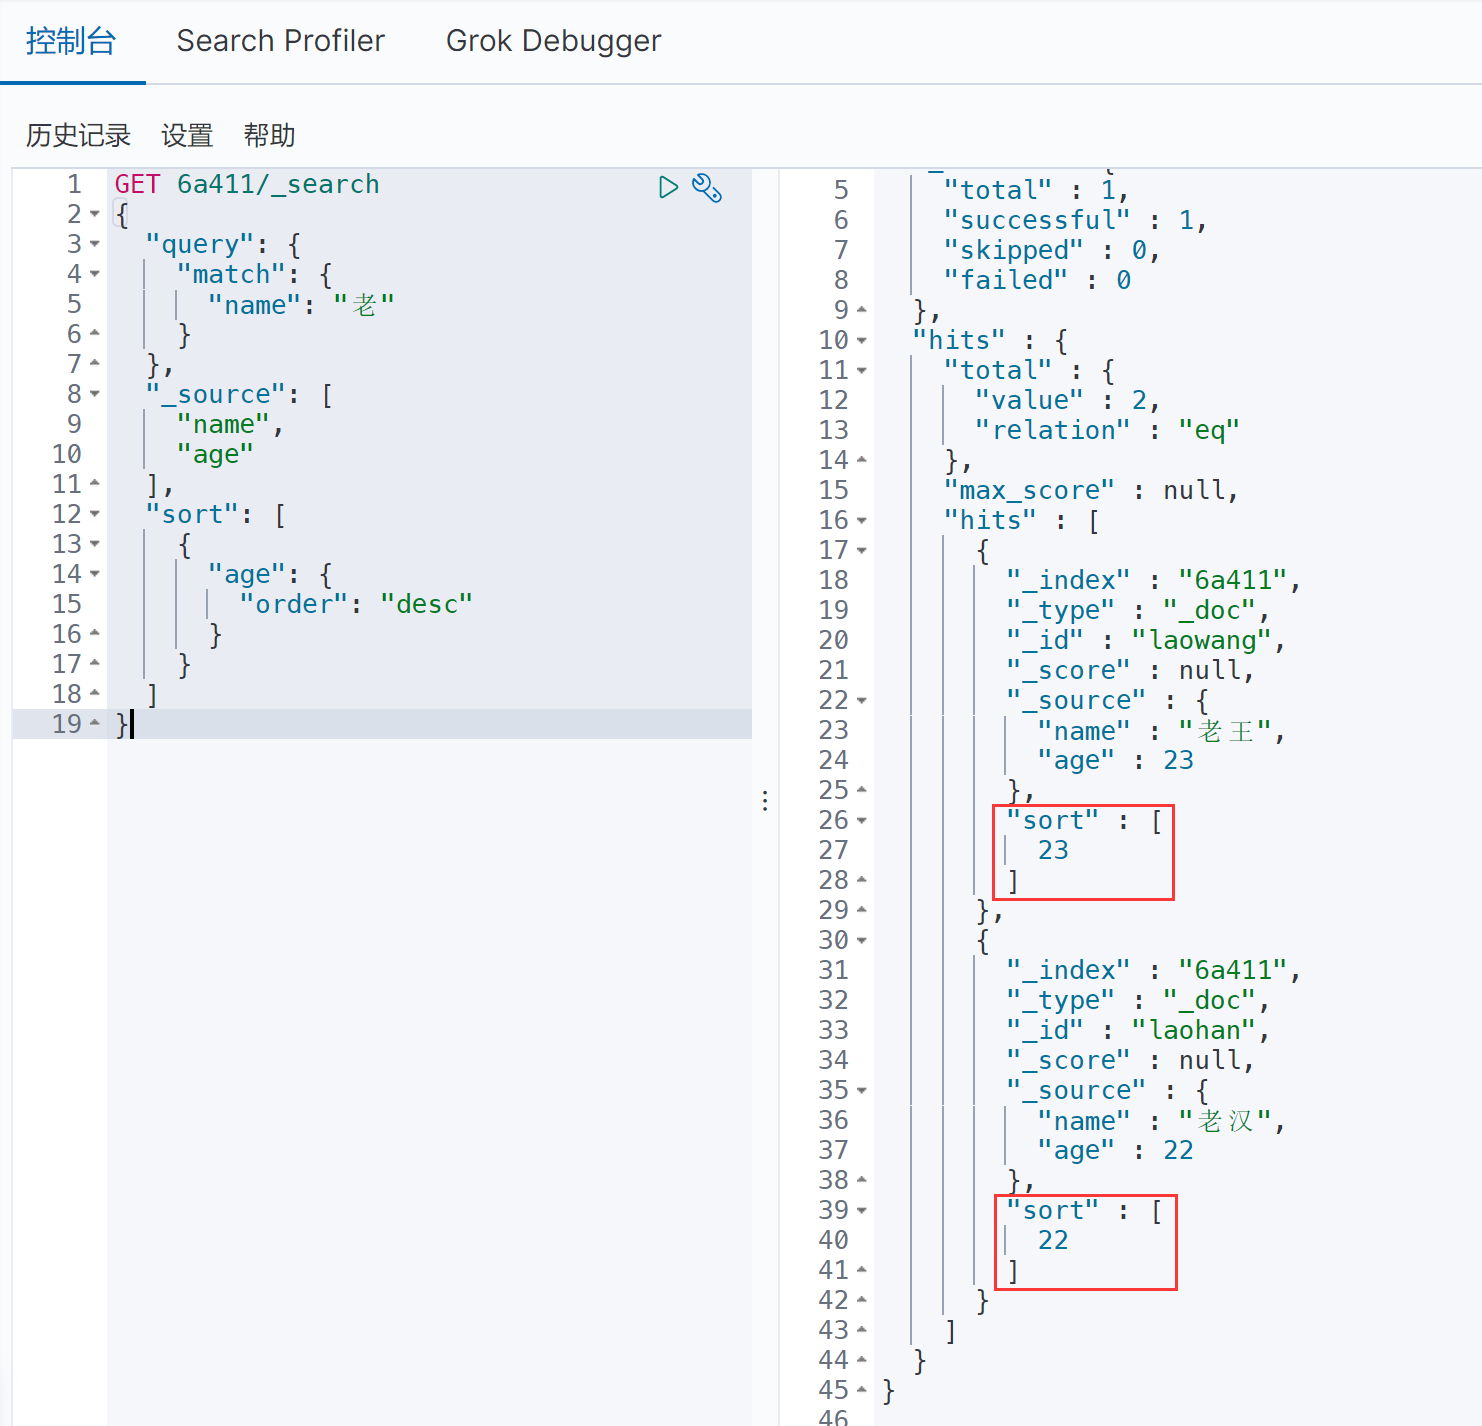 控制台 Search Profiler Grok Debugger
历史记录 设置 帮助
1 GET 6a411/_search
2 {
3 "query": {
4 "match": {
5 "name": "老"
6 }
7 },
8 "_source": [
9 "name",
10 "age"
11 ],
12 "sort": [
13 {
14 "age": {
15 "order": "desc"
16 }
17 }
18 ]
19 }
5 "total" : 1,
6 "successful" : 1,
7 "skipped" : 0,
8 "failed" : 0
9 },
10 "hits" : {
11 "total" : {
12 "value" : 2,
13 "relation" : "eq"
14 },
15 "max_score" : null,
16 "hits" : [
17 {
18 "_index" : "6a411",
19 "_type" : "_doc",
20 "_id" : "laowang",
21 "_score" : null,
22 "_source" : {
23 "name" : "老王",
24 "age" : 23
25 },
26 "sort" : [
27 23
28 ]
29 },
30 {
31 "_index" : "6a411",
32 "_type" : "_doc",
33 "_id" : "laohan",
34 "_score" : null,
35 "_source" : {
36 "name" : "老汉",
37 "age" : 22
38 },
39 "sort" : [
40 22
41 ]
42 }
43 ]
44 }
45 }
46